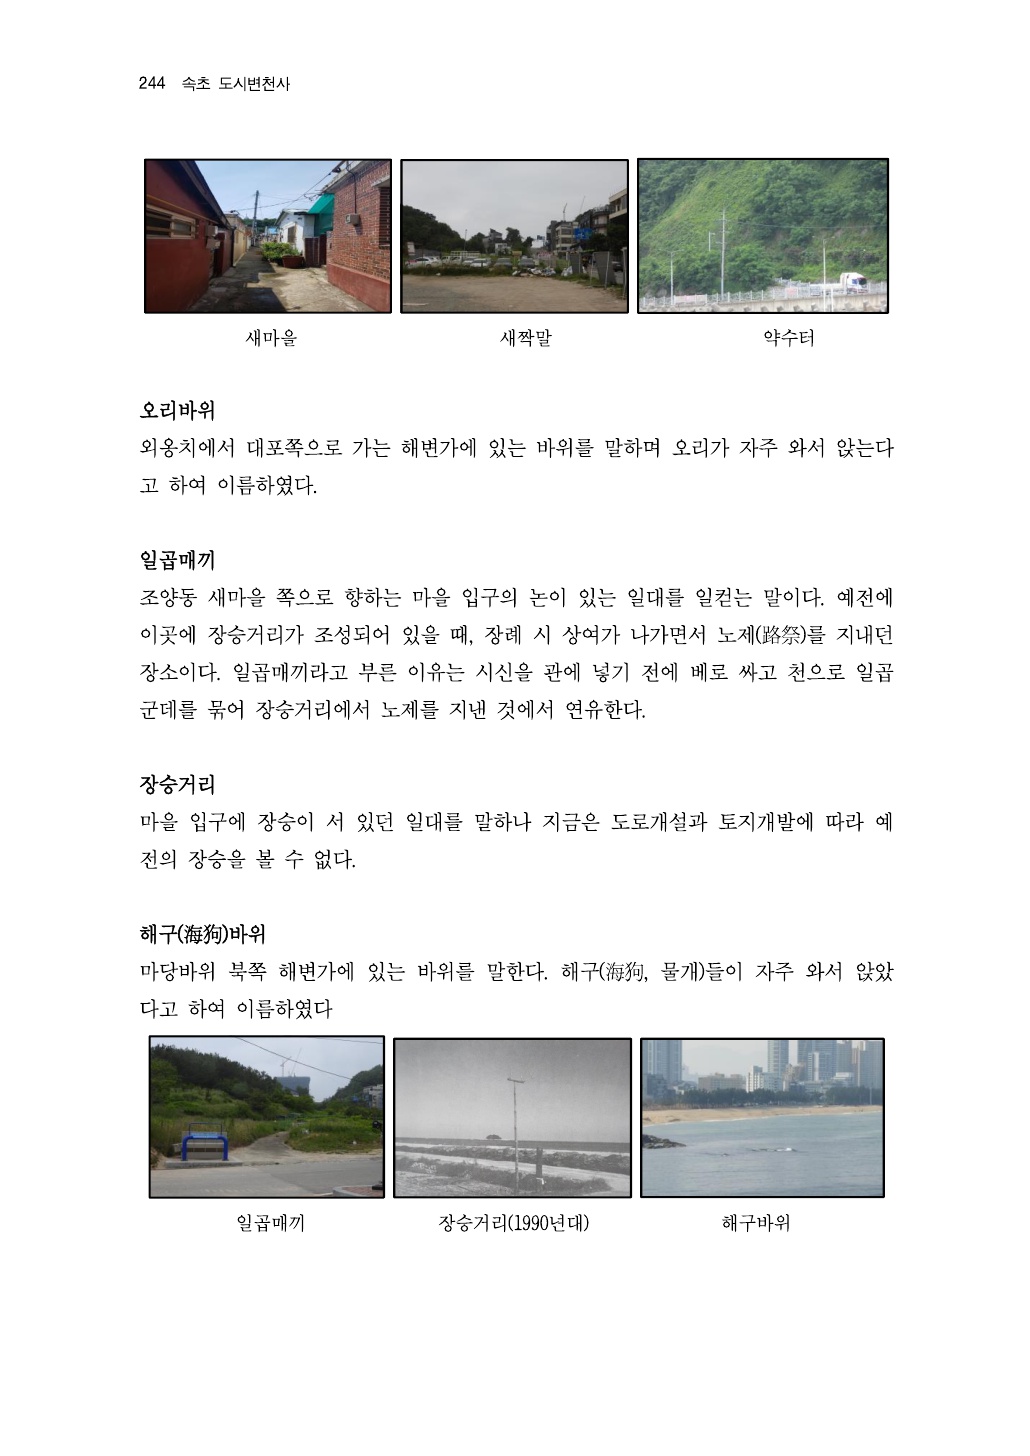 244 속초 도시변천사
새마을 새짝말 약수터
오리바위
외옹치에서 대포쪽으로 가는 해변가에 있는 바위를 말하며 오리가 자주 와서 앉는다
고 하여 이름하였다.
일곱매끼
조양동 새마을 쪽으로 향하는 마을 입구의 논이 있는 일대를 일컫는 말이다. 예전에
이곳에 장승거리가 조성되어 있을 때, 장례 시 상여가 나가면서 노제(路祭)를 지내던
장소이다. 일곱매끼라고 부른 이유는 시신을 관에 넣기 전에 베로 싸고 천으로 일곱
군데를 묶어 장승거리에서 노제를 지낸 것에서 연유한다.
장승거리
마을 입구에 장승이 서 있던 일대를 말하나 지금은 도로개설과 토지개발에 따라 예
전의 장승을 볼 수 없다.
해구(海狗)바위
마당바위 북쪽 해변가에 있는 바위를 말한다. 해구(海狗, 물개)들이 자주 와서 앉았
다고 하여 이름하였다
일곱매끼 장승거리(1990년대) 해구바위